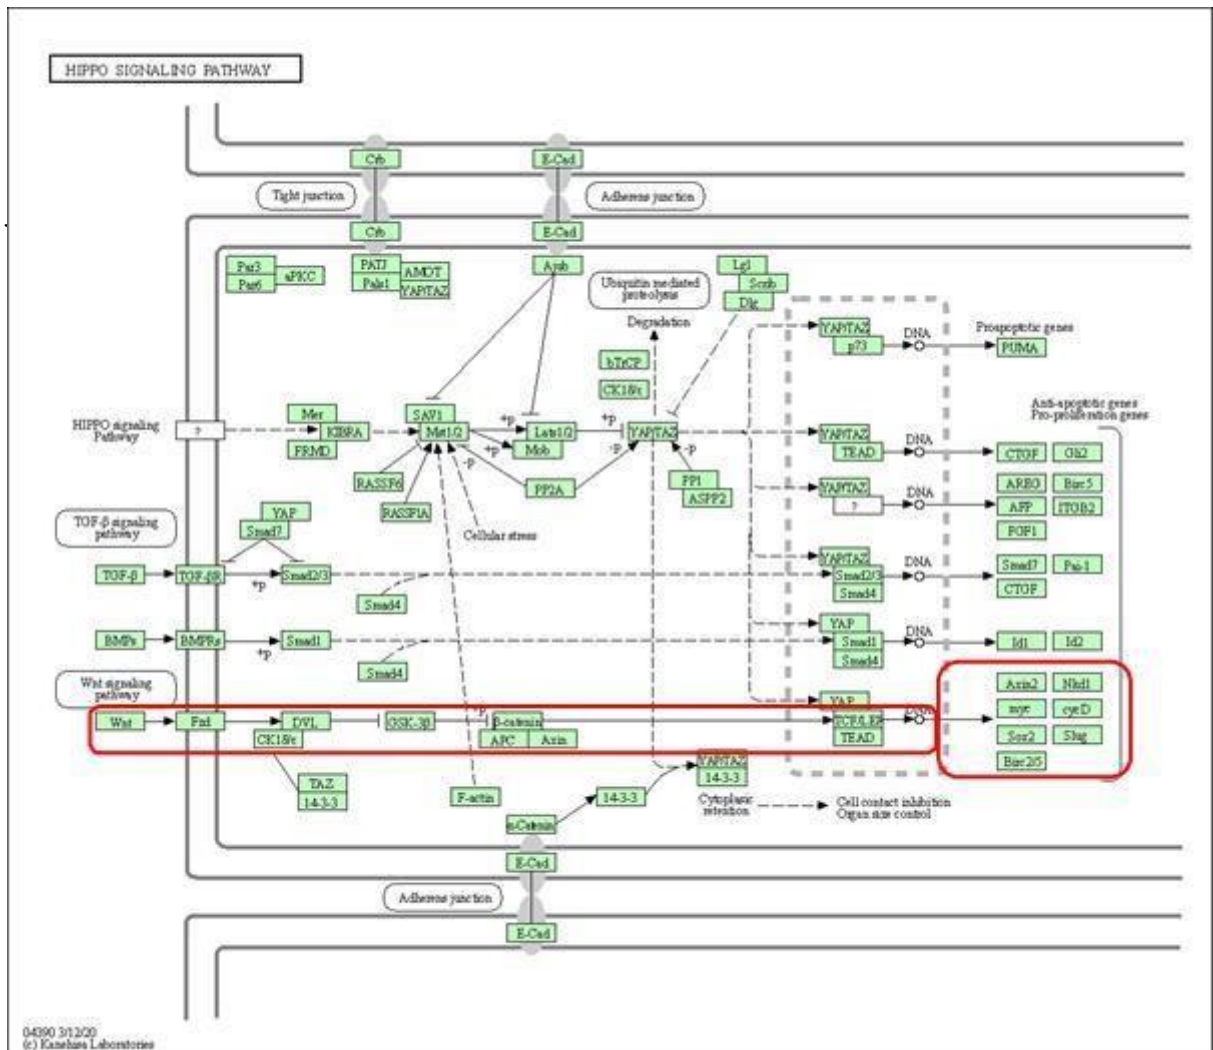 HIPPO SIGNALING PATHWAY
Crb
E-Cad
Tight junction
Adherens junction
Crb
E-Cad
Par3
Par6
aPKC
PATJ
Pals1
AMOT
YAP/TAZ
Ajub
Ubiquitin mediated
proteolysis
Lgl
Scrib
Dlg
Degradation
bTrCP
CK1δ/ε
YAP/TAZ
p73
DNA
Proapoptotic genes
PUMA
Anti-apoptotic genes
Pro-proliferation genes
HIPPO signaling
Pathway
?
Mer
KIBRA
FRMD
SAV1
Mst1/2
+p
+p
-p
Lats1/2
Mob
+p
-p
YAP/TAZ
-p
RASSF6
RASSF1A
PP2A
PP1
ASPP2
Cellular stress
YAP/TAZ
TEAD
DNA
CTGF
Gli2
YAP/TAZ
?
DNA
AREG
Birc5
AFP
ITGB2
FGF1
TGF-β signaling
pathway
YAP
Smad7
TGF-β
TGF-βR
+p
Smad2/3
Smad4
YAP/TAZ
Smad2/3
Smad4
DNA
Smad7
Pai-1
CTGF
BMPs
BMPRs
+p
Smad1
Smad4
YAP
Smad1
Smad4
DNA
Id1
Id2
Wnt signaling
pathway
Wnt
Fzd
DVL
CK1δ/ε
GSK-3β
+p
β-catenin
APC
Axin
YAP
TCP/LEF
TEAD
DNA
Axin2
Nkd1
myc
cycD
Sox2
Slug
Birc2/5
TAZ
14-3-3
F-actin
14-3-3
α-Catenin
YAP/TAZ
14-3-3
Cytoplasmic
retention
Cell contact inhibition
Organ size control
E-Cad
Adherens junction
E-Cad
04390 3/12/20
(c) Kanehisa Laboratories